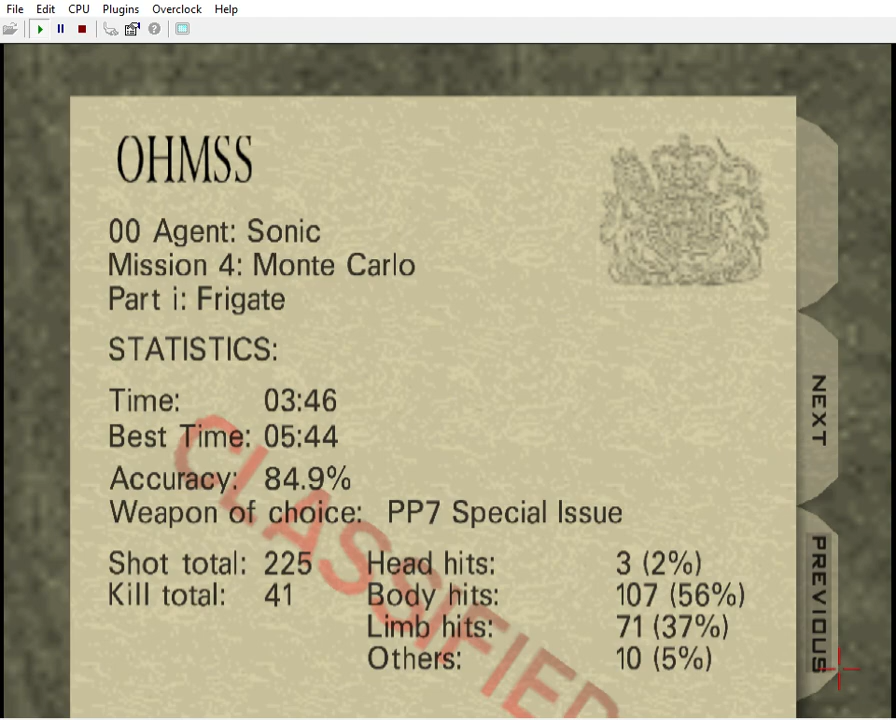 File Edit CPU Plugins Overclock Help
OHMSS
00 Agent: Sonic
Mission 4: Monte Carlo
Part i: Frigate
STATISTICS:
Time: 03:46
Best Time: 05:44
Accuracy: 84.9%
Weapon of choice: PP7 Special Issue
Shot total: 225 Head hits: 3 (2%)
Kill total: 41 Body hits: 107 (56%)
Limb hits: 71 (37%)
Others: 10 (5%)
CLASSIFIED
NEXT
PREVIOUS